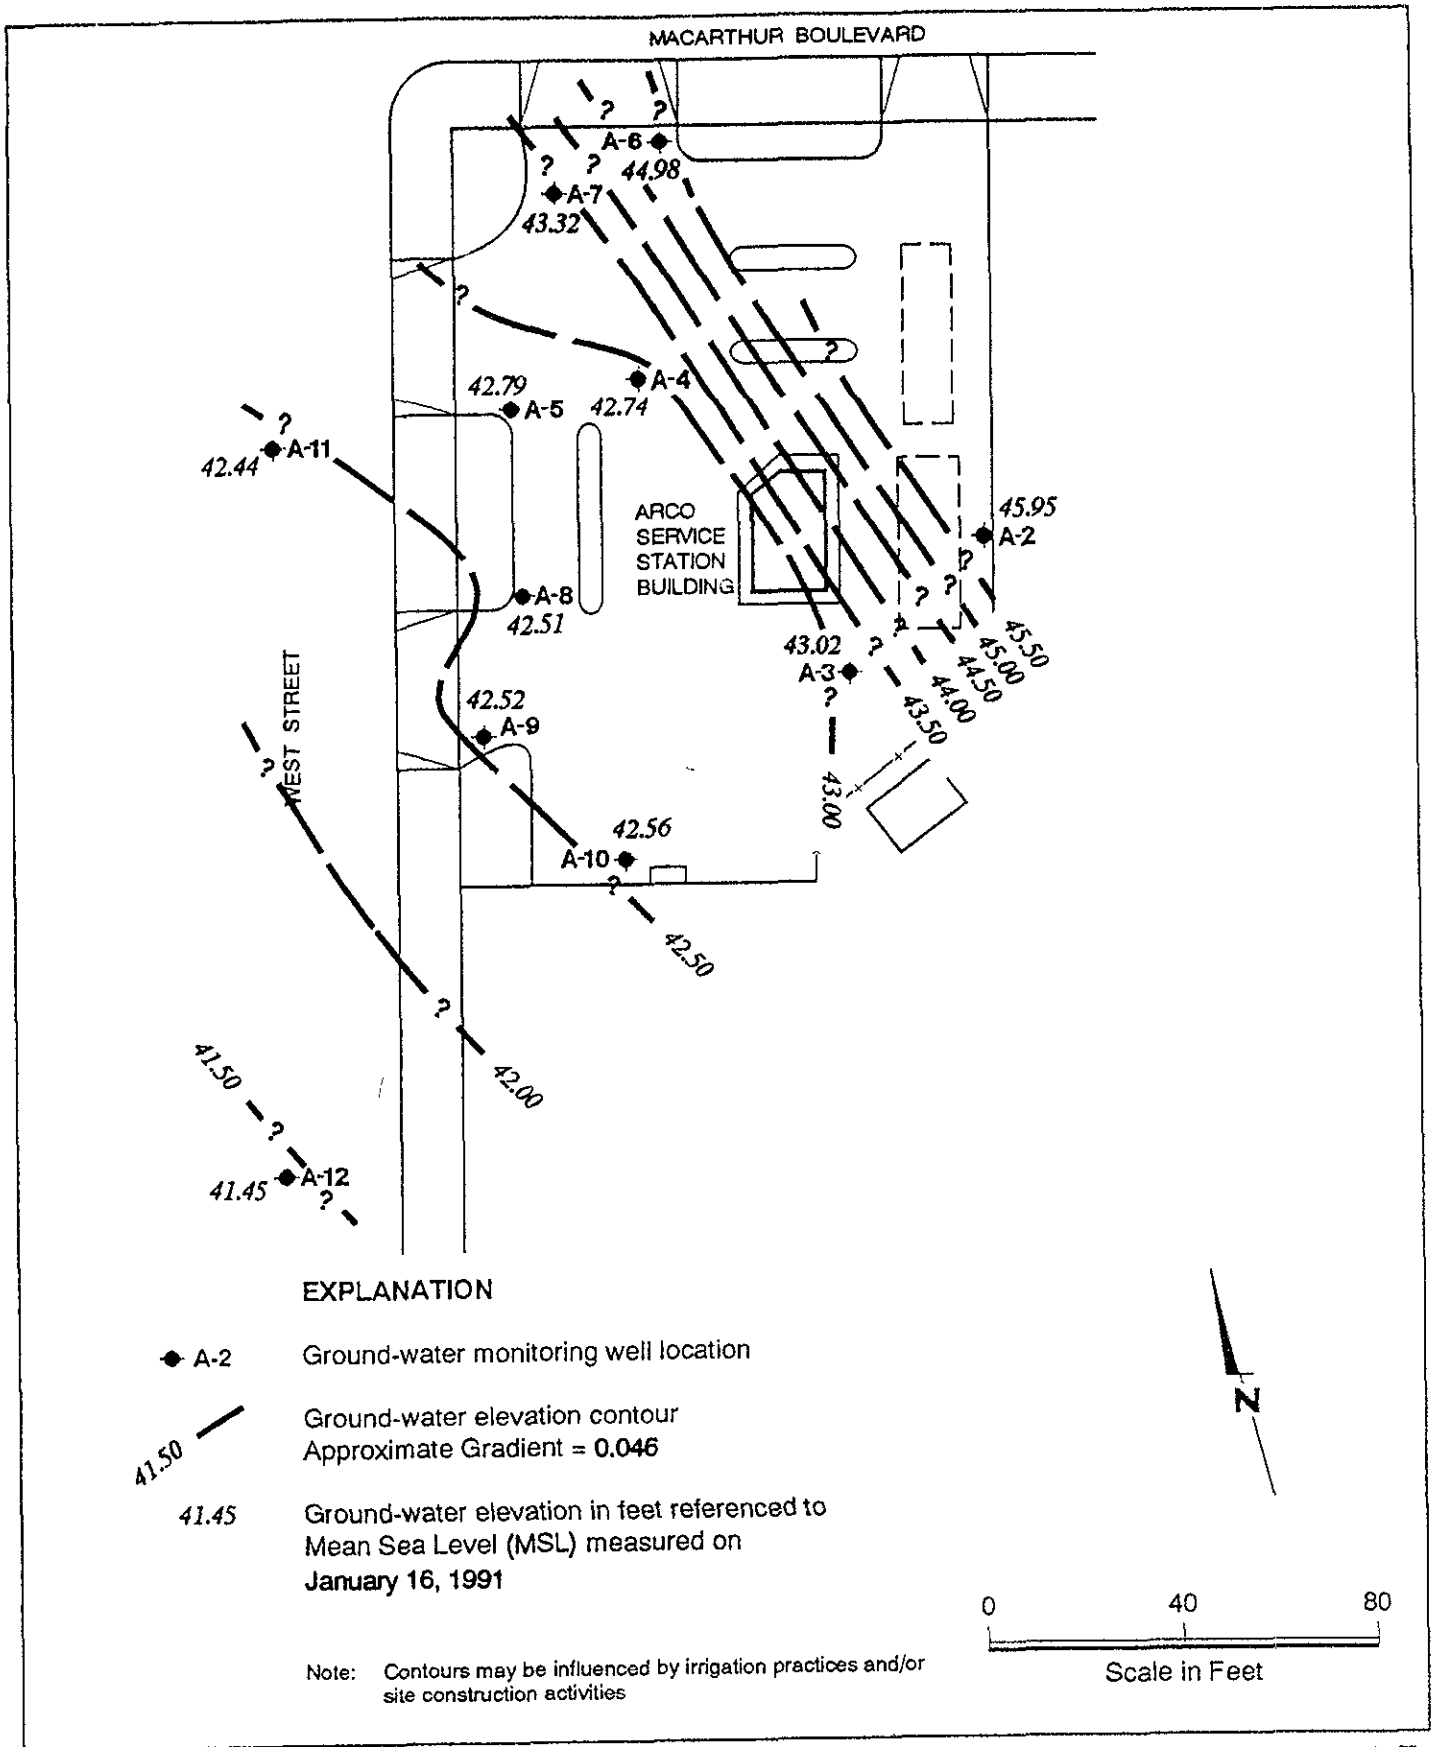 MACARTHUR BOULEVARD
?
?
A-6
44.98
?
?
A-7
43.32
?
A-4
42.74
42.79
A-5
?
?
A-11
42.44
45.95
A-2
ARCO
SERVICE
STATION
BUILDING
A-8
42.51
?
?
?
?
?
43.02
A-3
?
45.50
45.00
44.50
44.00
43.50
43.00
WEST STREET
42.52
A-9
?
42.56
A-10
?
42.50
?
42.00
41.50
?
A-12
41.45
?
EXPLANATION
A-2 Ground-water monitoring well location
41.50 Ground-water elevation contour
Approximate Gradient = 0.046
41.45 Ground-water elevation in feet referenced to
Mean Sea Level (MSL) measured on
January 16, 1991
N
0 40 80
Scale in Feet
Note: Contours may be influenced by irrigation practices and/or
site construction activities